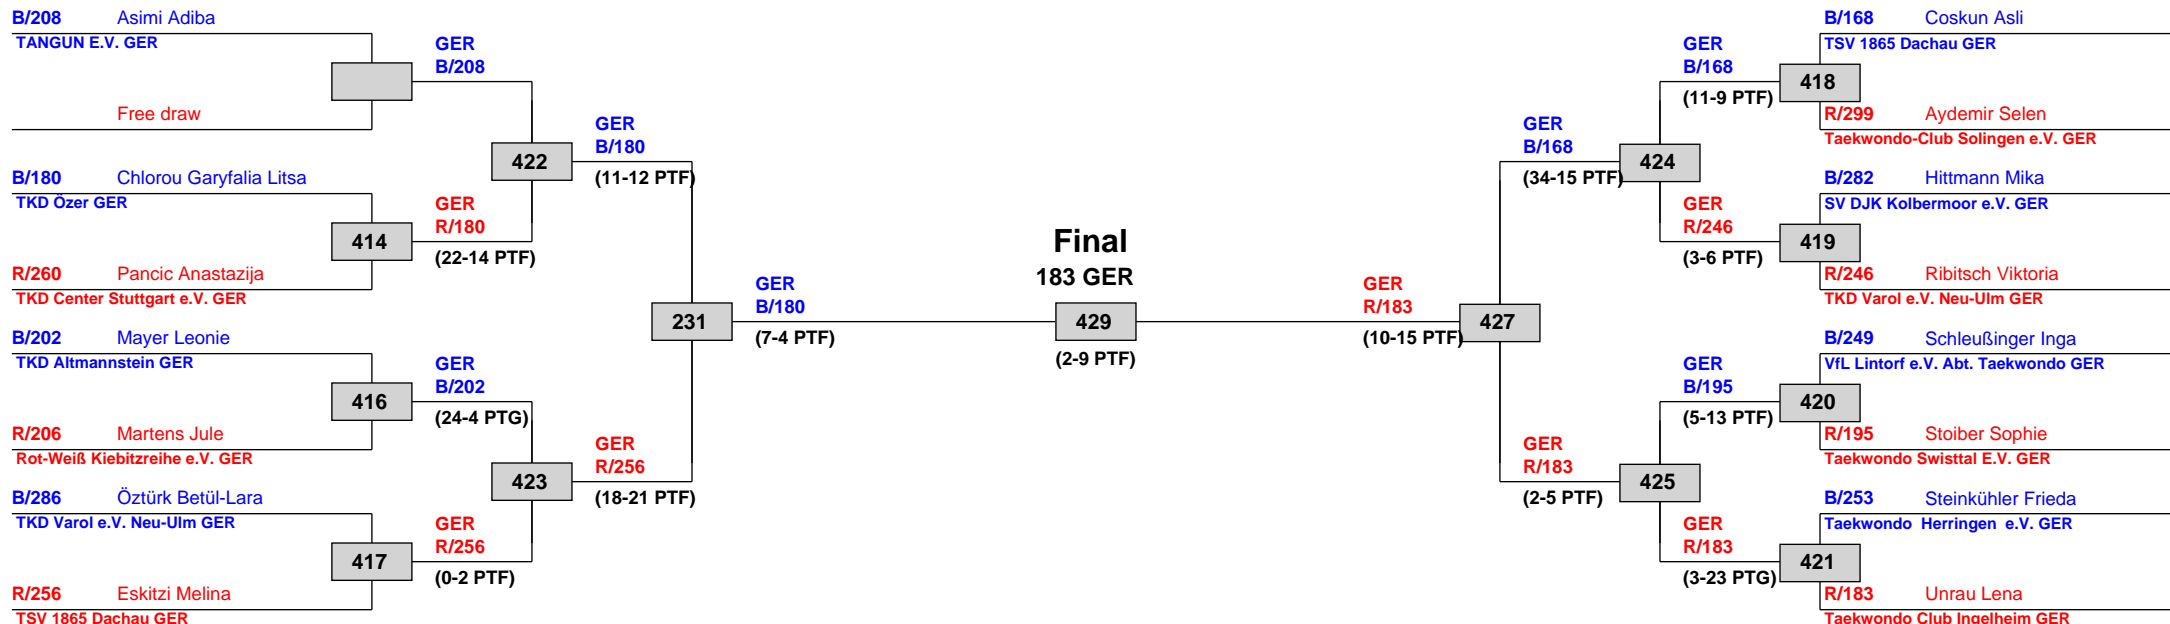 B/208 Asimi Adiba
TANGUN E.V. GER
Free draw
B/180 Chlorou Garyfalia Litsa
TKD Özer GER
R/260 Pancic Anastazija
TKD Center Stuttgart e.V. GER
B/202 Mayer Leonie
TKD Altmannstein GER
R/206 Martens Jule
Rot-Weiß Kiebitzreihe e.V. GER
B/286 Öztürk Betül-Lara
TKD Varol e.V. Neu-Ulm GER
R/256 Eskitzi Melina
TSV 1865 Dachau GER
414
416
417
GER
B/208
GER
R/180
(22-14 PTF)
GER
B/202
(24-4 PTG)
GER
R/256
(0-2 PTF)
422
423
GER
B/180
(11-12 PTF)
GER
R/256
(18-21 PTF)
231
GER
B/180
(7-4 PTF)
Final
183 GER
429
(2-9 PTF)
GER
R/183
(10-15 PTF)
427
GER
B/168
(34-15 PTF)
GER
R/183
(2-5 PTF)
424
425
GER
B/168
(11-9 PTF)
GER
R/246
(3-6 PTF)
GER
B/195
(5-13 PTF)
GER
R/183
(3-23 PTG)
418
419
420
421
B/168 Coskun Asli
TSV 1865 Dachau GER
R/299 Aydemir Selen
Taekwondo-Club Solingen e.V. GER
B/282 Hittmann Mika
SV DJK Kolbermoor e.V. GER
R/246 Ribitsch Viktoria
TKD Varol e.V. Neu-Ulm GER
B/249 Schleußinger Inga
VfL Lintorf e.V. Abt. Taekwondo GER
R/195 Stoiber Sophie
Taekwondo Swisttal E.V. GER
B/253 Steinkühler Frieda
Taekwondo Herringen e.V. GER
R/183 Unrau Lena
Taekwondo Club Ingelheim GER